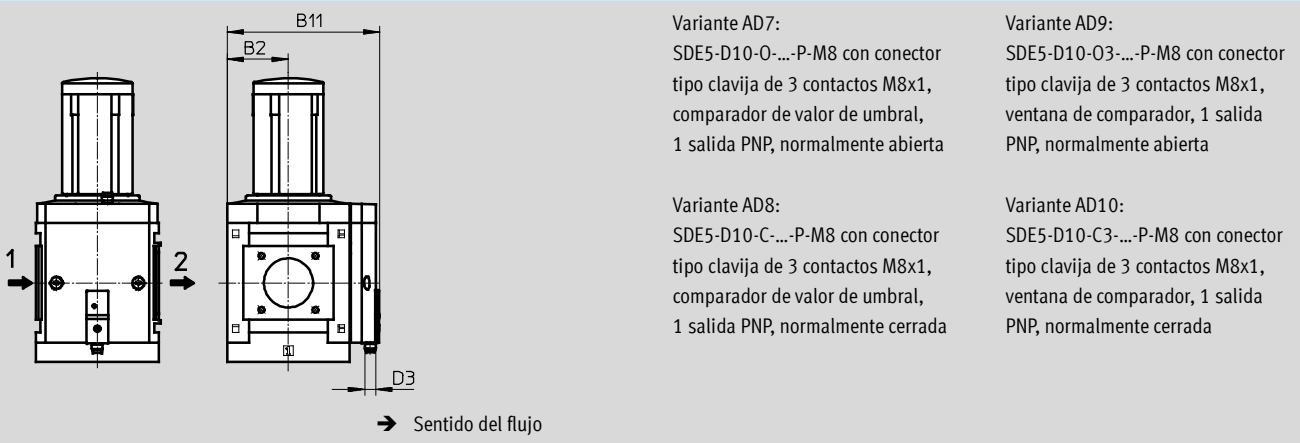 B11
B2
1
2
1
D3
→ Sentido del flujo
Variante AD7:
SDE5-D10-O-...-P-M8 con conector
tipo clavija de 3 contactos M8x1,
comparador de valor de umbral,
1 salida PNP, normalmente abierta
Variante AD8:
SDE5-D10-C-...-P-M8 con conector
tipo clavija de 3 contactos M8x1,
comparador de valor de umbral,
1 salida PNP, normalmente cerrada
Variante AD9:
SDE5-D10-O3-...-P-M8 con conector
tipo clavija de 3 contactos M8x1,
ventana de comparador, 1 salida
PNP, normalmente abierta
Variante AD10:
SDE5-D10-C3-...-P-M8 con conector
tipo clavija de 3 contactos M8x1,
ventana de comparador, 1 salida
PNP, normalmente cerrada